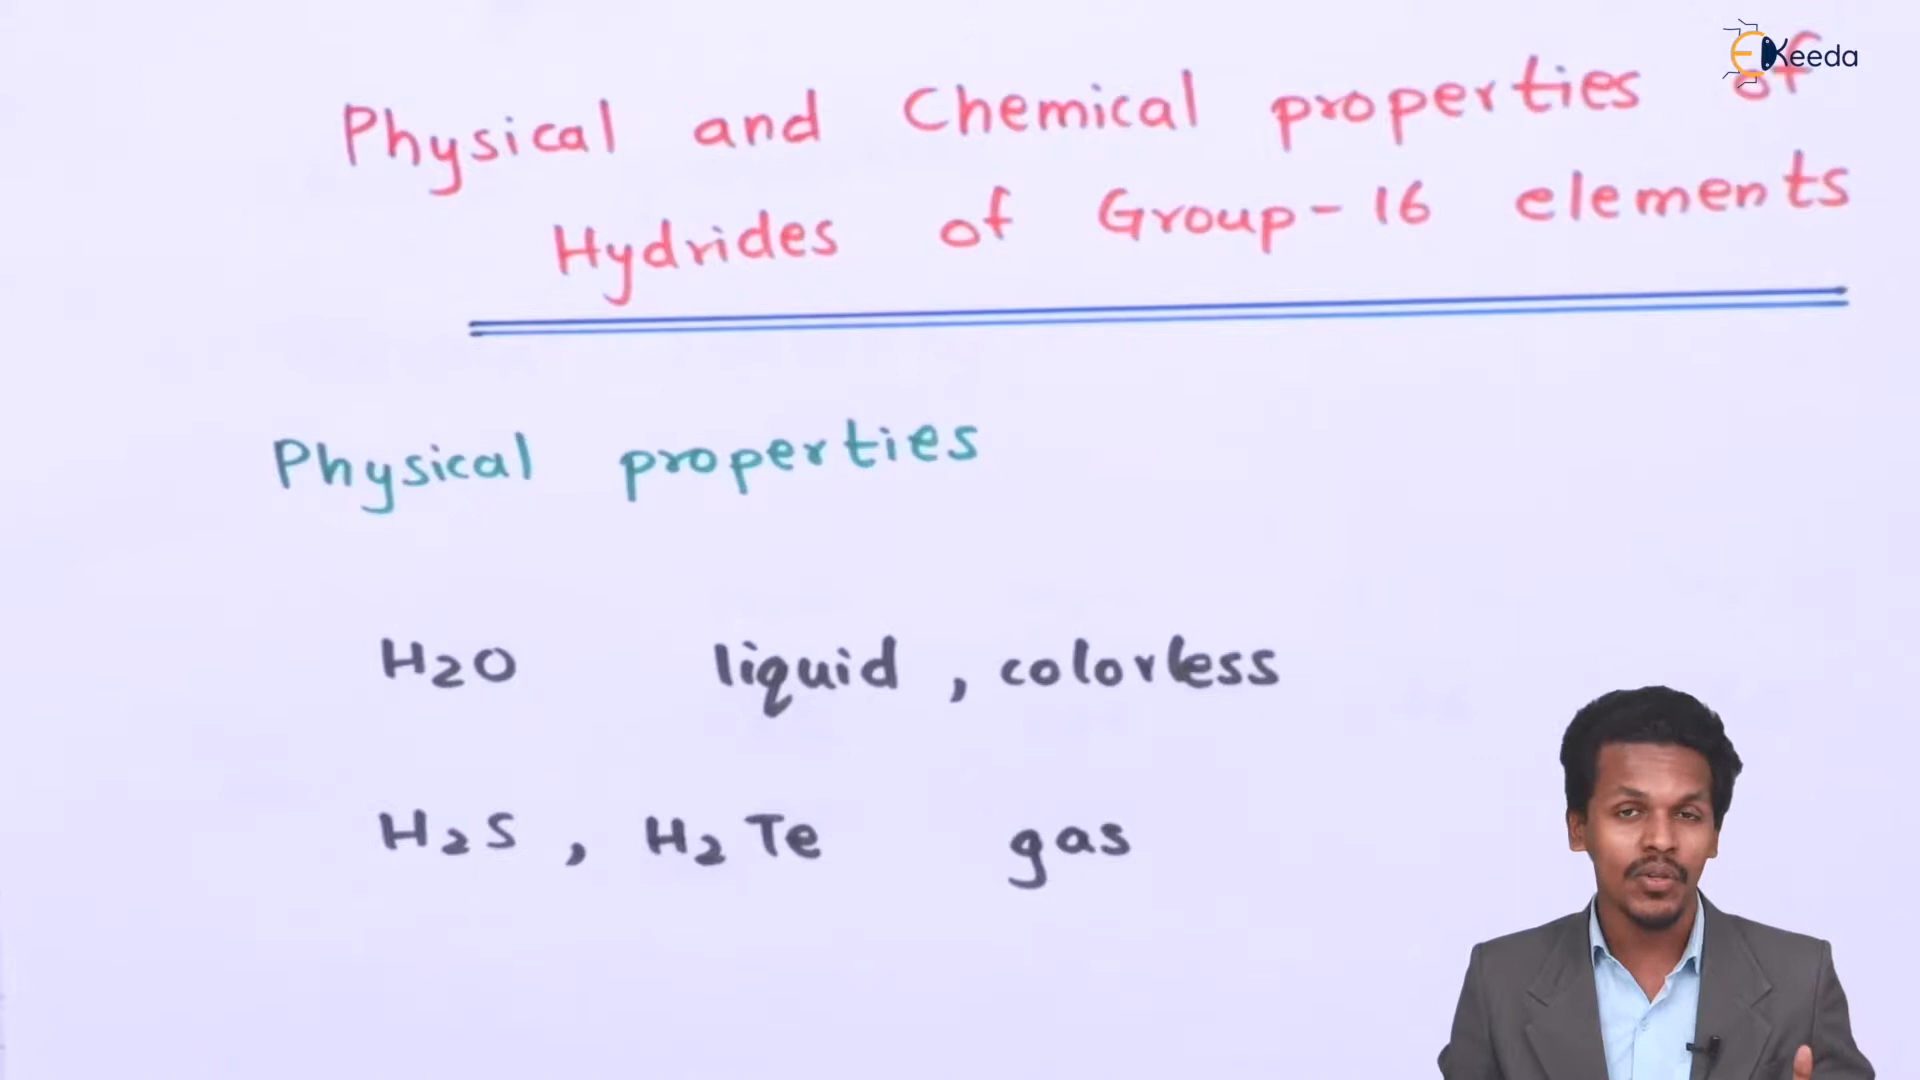 EKeeda
Physical and Chemical properties of
Hydrides of Group-16 elements
Physical properties
H2O liquid, colorless
H2S, H2Te gas